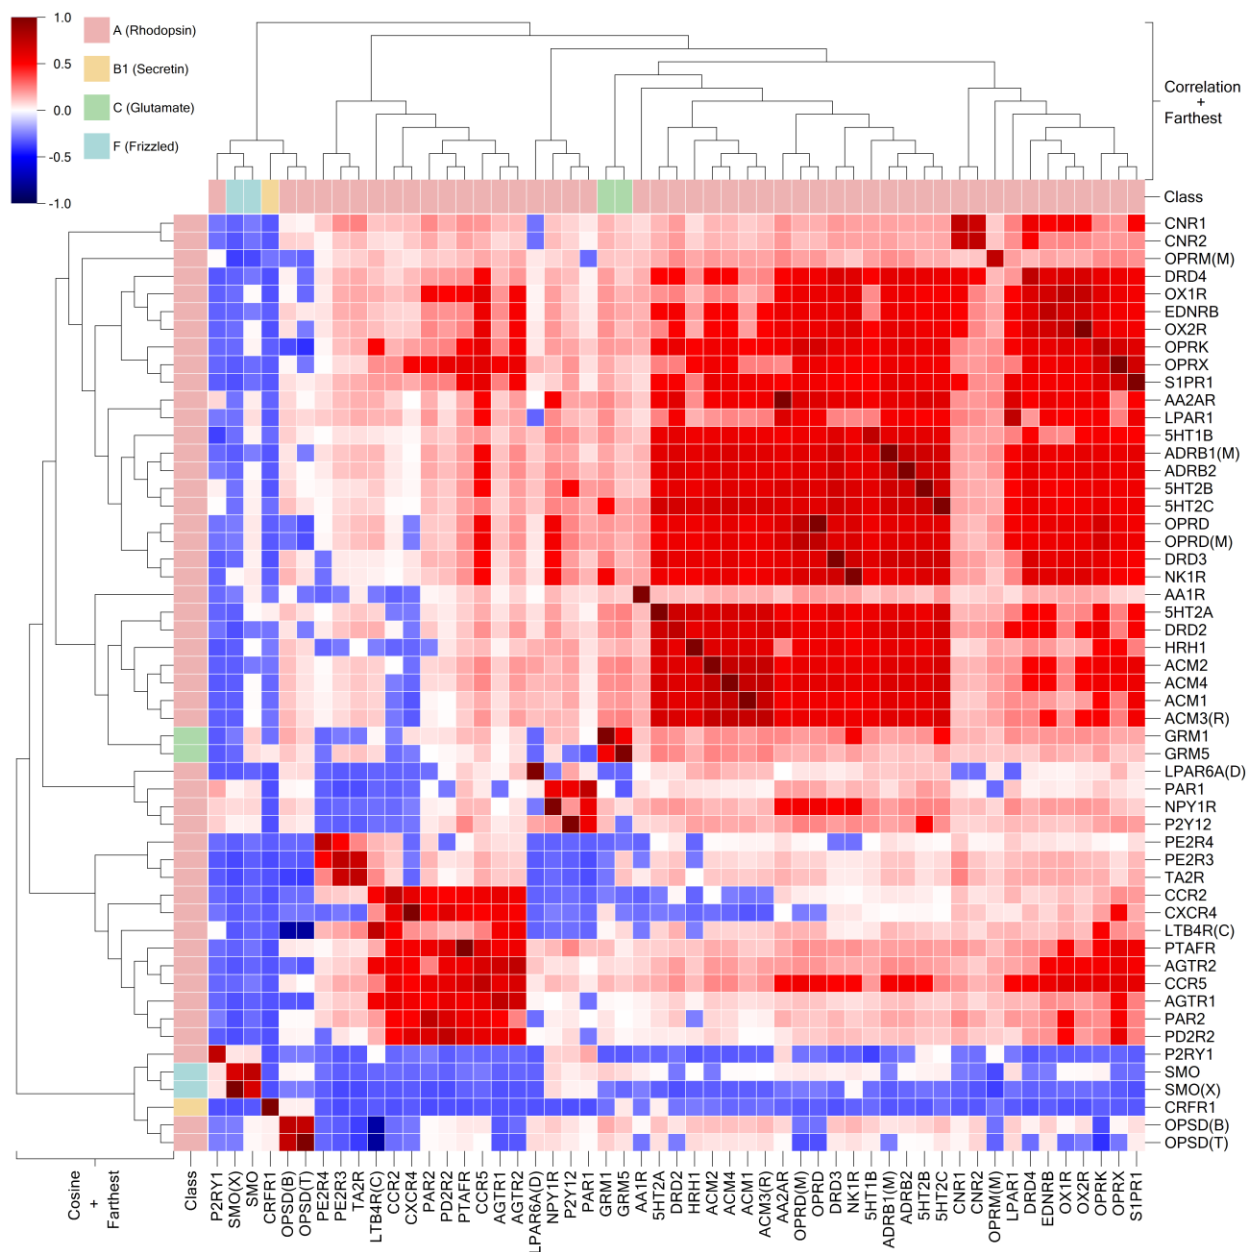 1.0
0.5
0.0
-0.5
-1.0
A (Rhodopsin)
B1 (Secretin)
C (Glutamate)
F (Frizzled)
Correlation
+
Farthest
Class
CNR1
CNR2
OPRM(M)
DRD4
OX1R
EDNRB
OX2R
OPRK
OPRX
S1PR1
AA2AR
LPAR1
5HT1B
ADRB1(M)
ADRB2
5HT2B
5HT2C
OPRD
OPRD(M)
DRD3
NK1R
AA1R
5HT2A
DRD2
HRH1
ACM2
ACM4
ACM1
ACM3(R)
GRM1
GRM5
LPAR6A(D)
PAR1
NPY1R
P2Y12
PE2R4
PE2R3
TA2R
CCR2
CXCR4
LTB4R(C)
PTAFR
AGTR2
CCR5
AGTR1
PAR2
PD2R2
P2RY1
SMO
SMO(X)
CRFR1
OPSD(B)
OPSD(T)
Cosine
+
Farthest
Class
P2RY1
SMO(X)
SMO
CRFR1
OPSD(B)
OPSD(T)
PE2R4
PE2R3
TA2R
LTB4R(C)
CCR2
CXCR4
PAR2
PD2R2
PTAFR
CCR5
AGTR1
AGTR2
LPAR6A(D)
NPY1R
P2Y12
PAR1
GRM1
GRM5
AA1R
5HT2A
DRD2
HRH1
ACM2
ACM4
ACM1
ACM3(R)
AA2AR
OPRD(M)
OPRD
DRD3
NK1R
5HT1B
ADRB1(M)
ADRB2
5HT2B
5HT2C
CNR1
CNR2
OPRM(M)
LPAR1
DRD4
EDNRB
OX1R
OX2R
OPRK
OPRX
S1PR1